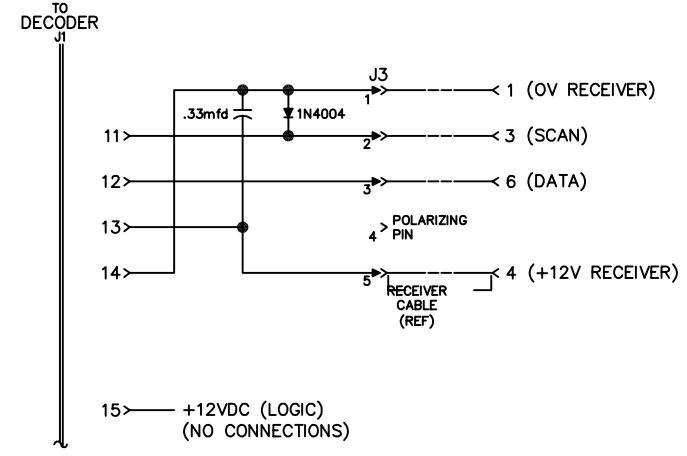 TO
DECODER
J1
J3
1
1 (0V RECEIVER)
.33mfd
1N4004
11
2
3 (SCAN)
12
3
6 (DATA)
13
4
POLARIZING
PIN
14
5
4 (+12V RECEIVER)
RECEIVER
CABLE
(REF)
15
+12VDC (LOGIC)
(NO CONNECTIONS)